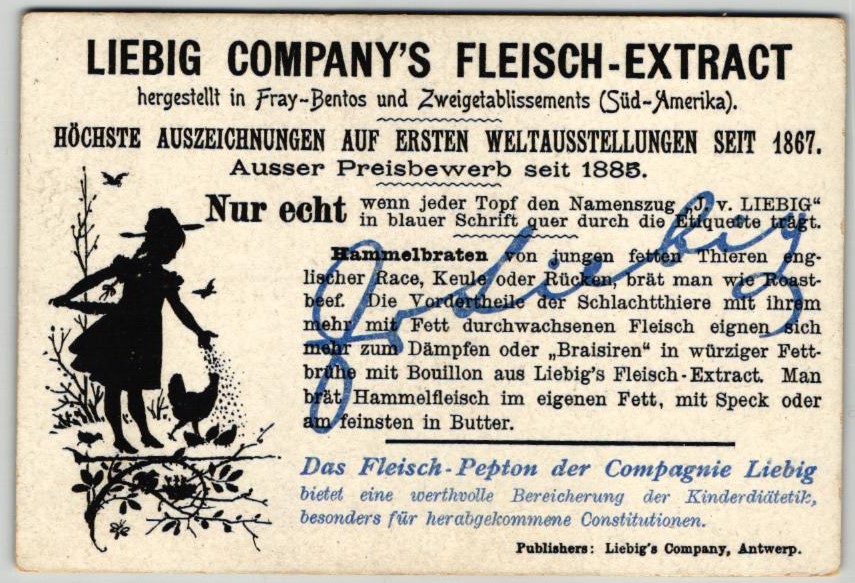 LIEBIG COMPANY'S FLEISCH-EXTRACT
hergestellt in Fray-Bentos und Zweigetablissements (Süd-Amerika).
HÖCHSTE AUSZEICHNUNGEN AUF ERSTEN WELTAUSSTELLUNGEN SEIT 1867.
Ausser Preisbewerb seit 1885.
Nur echt wenn jeder Topf den Namenszug „J. v. LIEBIG“
in blauer Schrift quer durch die Etiquette trägt.
Hammelbraten von jungen fetten Thieren eng-
lischer Race, Keule oder Rücken, brät man wie Roast-
beef. Die Vordertheile der Schlachtthiere mit ihrem
mehr mit Fett durchwachsenen Fleisch eignen sich
mehr zum Dämpfen oder „Braisiren“ in würziger Fett-
brühe mit Bouillon aus Liebig's Fleisch-Extract. Man
brät Hammelfleisch im eigenen Fett, mit Speck oder
am feinsten in Butter.
JvLiebig
Das Fleisch-Pepton der Compagnie Liebig
bietet eine werthvolle Bereicherung der Kinderdiätetik,
besonders für herabgekommene Constitutionen.
Publishers: Liebig's Company, Antwerp.